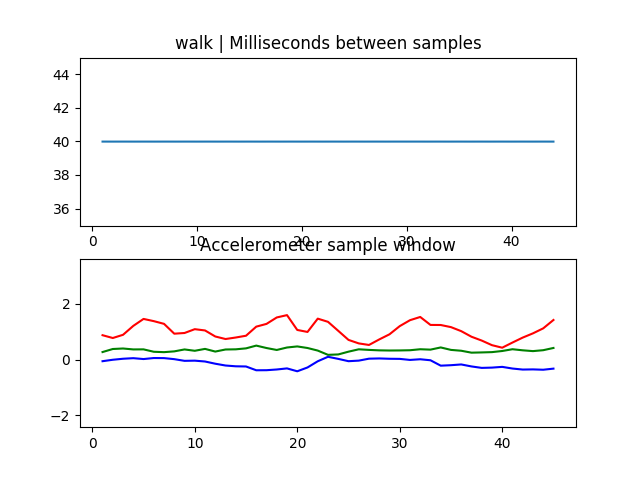 walk | Milliseconds between samples
44
42
40
38
36
0 10 20 30 40
Accelerometer sample window
2
0
−2
0 10 20 30 40